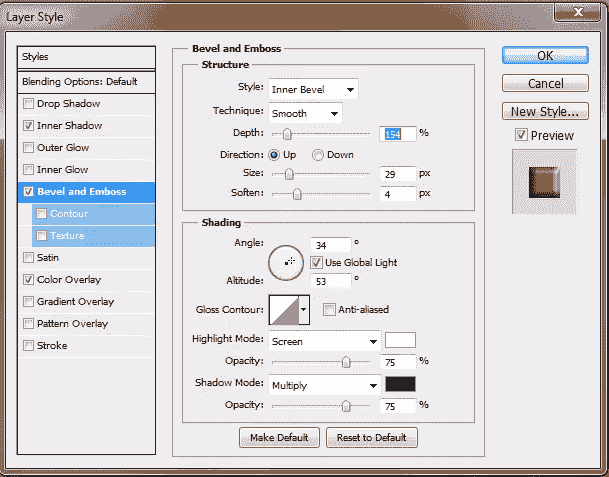 Layer Style
Styles
Blending Options: Default
Drop Shadow
Inner Shadow
Outer Glow
Inner Glow
Bevel and Emboss
Contour
Texture
Satin
Color Overlay
Gradient Overlay
Pattern Overlay
Stroke
Bevel and Emboss
Structure
Style: Inner Bevel
Technique: Smooth
Depth: 154 %
Direction: Up Down
Size: 29 px
Soften: 4 px
Shading
Angle: 34 °
Use Global Light
Altitude: 53 °
Gloss Contour: Anti-aliased
Highlight Mode: Screen
Opacity: 75 %
Shadow Mode: Multiply
Opacity: 75 %
Make Default Reset to Default
OK
Cancel
New Style...
Preview